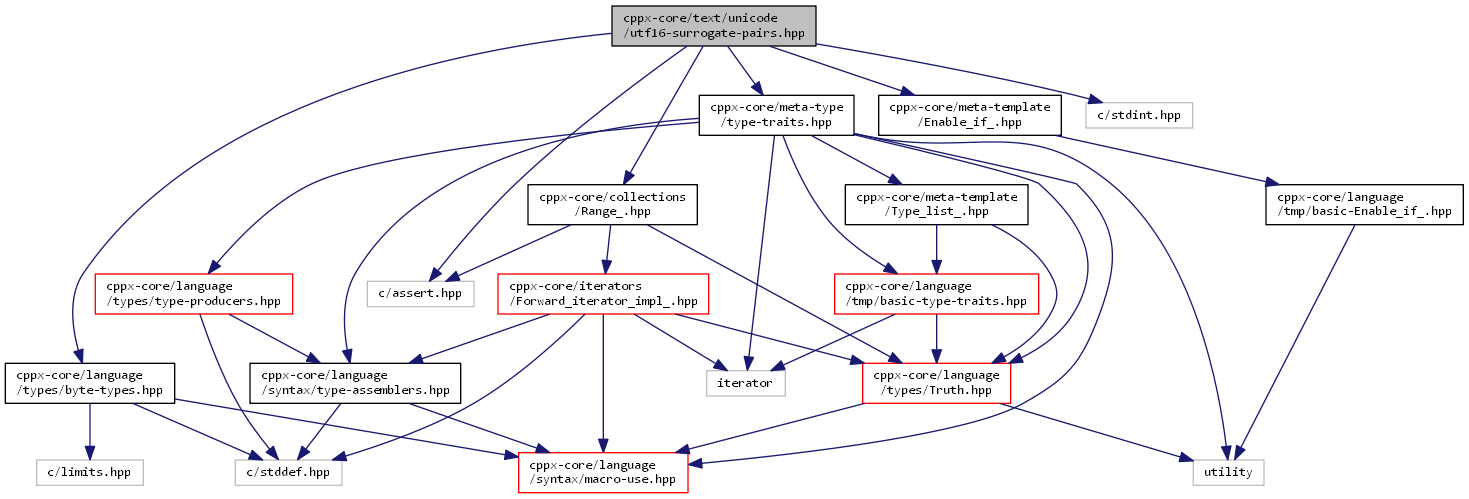 cppx-core/text/unicode
/utf16-surrogate-pairs.hpp
cppx-core/meta-type
/type-traits.hpp
cppx-core/meta-template
/Enable_if_.hpp
c/stdint.hpp
cppx-core/collections
/Range_.hpp
cppx-core/meta-template
/Type_list_.hpp
cppx-core/language
/tmp/basic-Enable_if_.hpp
cppx-core/language
/types/type-producers.hpp
c/assert.hpp
cppx-core/iterators
/Forward_iterator_impl_.hpp
cppx-core/language
/tmp/basic-type-traits.hpp
cppx-core/language
/types/byte-types.hpp
cppx-core/language
/syntax/type-assemblers.hpp
iterator
cppx-core/language
/types/Truth.hpp
c/limits.hpp
c/stddef.hpp
cppx-core/language
/syntax/macro-use.hpp
utility